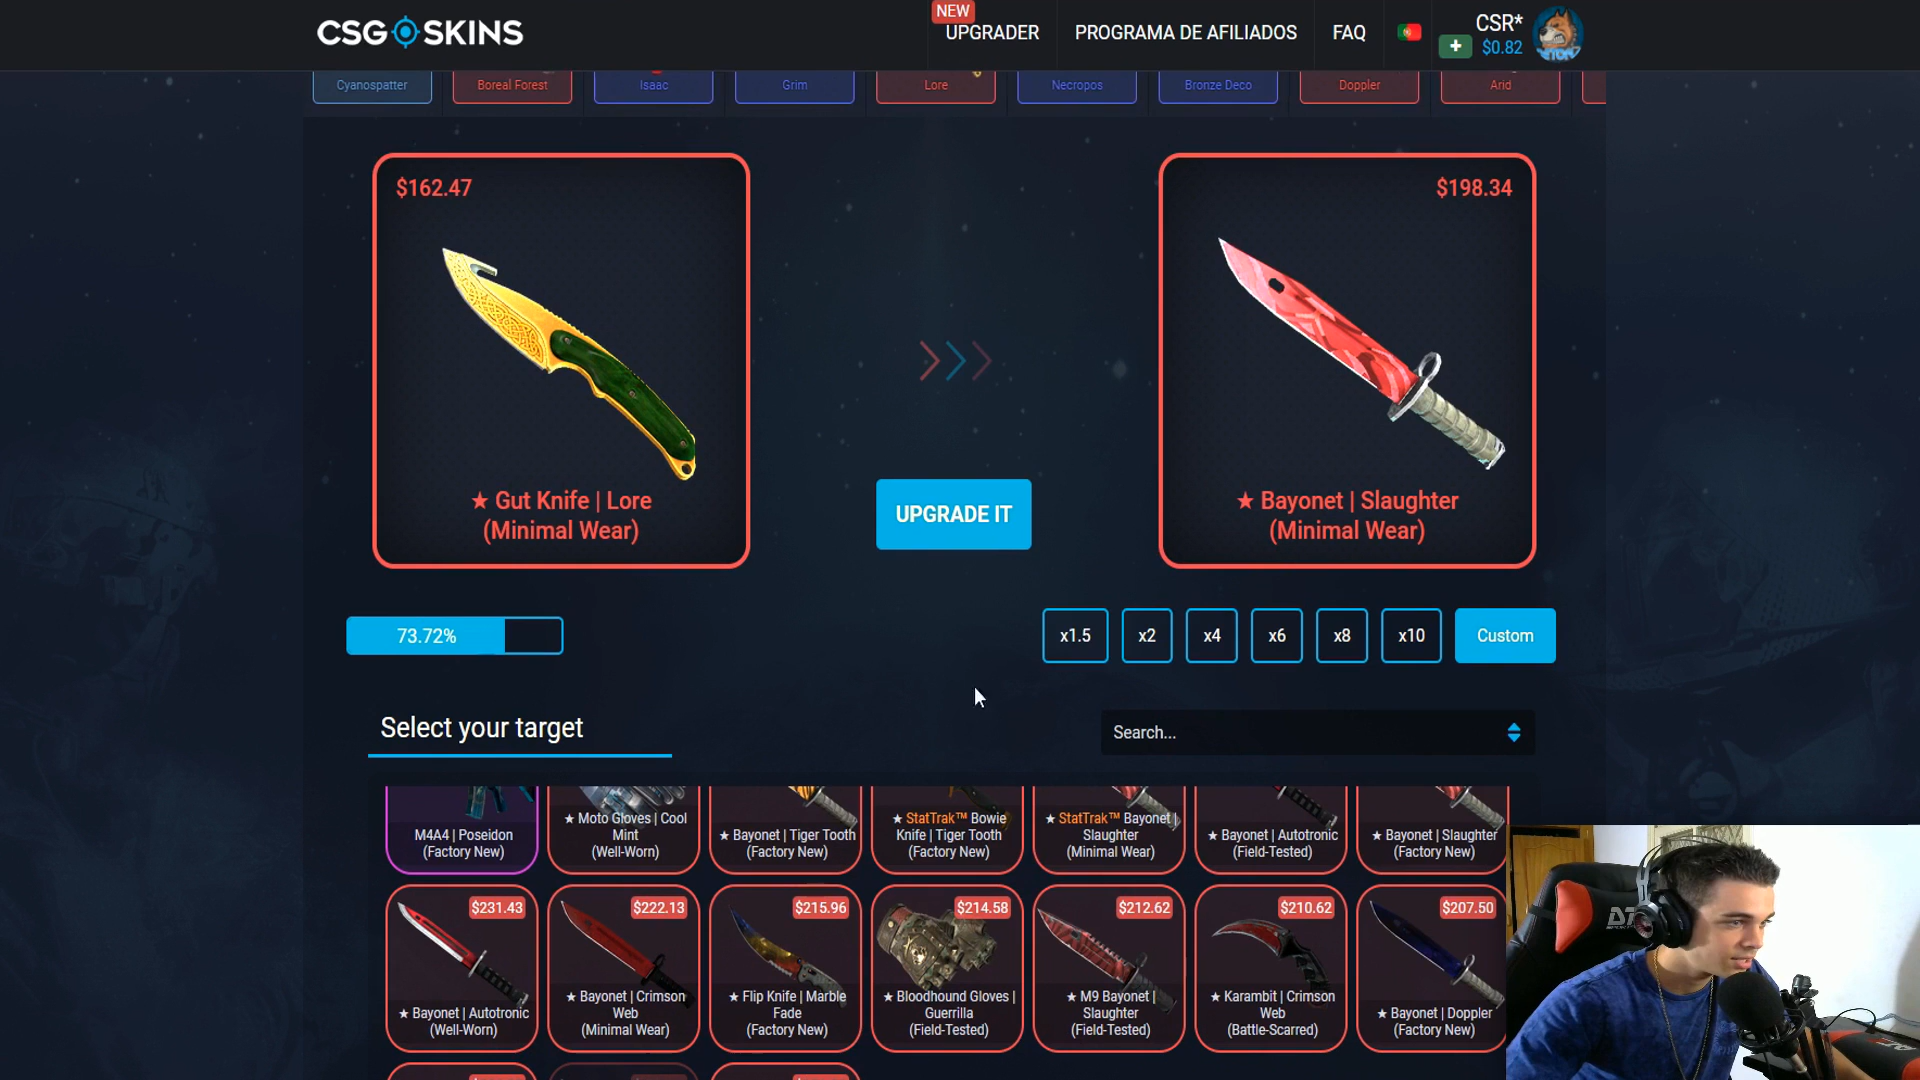 CSG SKINS
NEW
UPGRADER
PROGRAMA DE AFILIADOS
FAQ
CSR*
+
$0.82
Cyanospatter
Boreal Forest
Isaac
Grim
Lore
Necropos
Bronze Deco
Doppler
Arid
$162.47
★ Gut Knife | Lore
(Minimal Wear)
UPGRADE IT
$198.34
★ Bayonet | Slaughter
(Minimal Wear)
73.72%
x1.5
x2
x4
x6
x8
x10
Custom
Select your target
Search...
M4A4 | Poseidon
(Factory New)
★ Moto Gloves | Cool
Mint
(Well-Worn)
★ Bayonet | Tiger Tooth
(Factory New)
★ StatTrak™ Bowie
Knife | Tiger Tooth
(Factory New)
★ StatTrak™ Bayonet |
Slaughter
(Minimal Wear)
★ Bayonet | Autotronic
(Field-Tested)
★ Bayonet | Slaughter
(Factory New)
$231.43
★ Bayonet | Autotronic
(Well-Worn)
$222.13
★ Bayonet | Crimson
Web
(Minimal Wear)
$215.96
★ Flip Knife | Marble
Fade
(Factory New)
$214.58
★ Bloodhound Gloves |
Guerrilla
(Field-Tested)
$212.62
★ M9 Bayonet |
Slaughter
(Field-Tested)
$210.62
★ Karambit | Crimson
Web
(Battle-Scarred)
$207.50
★ Bayonet | Doppler
(Factory New)